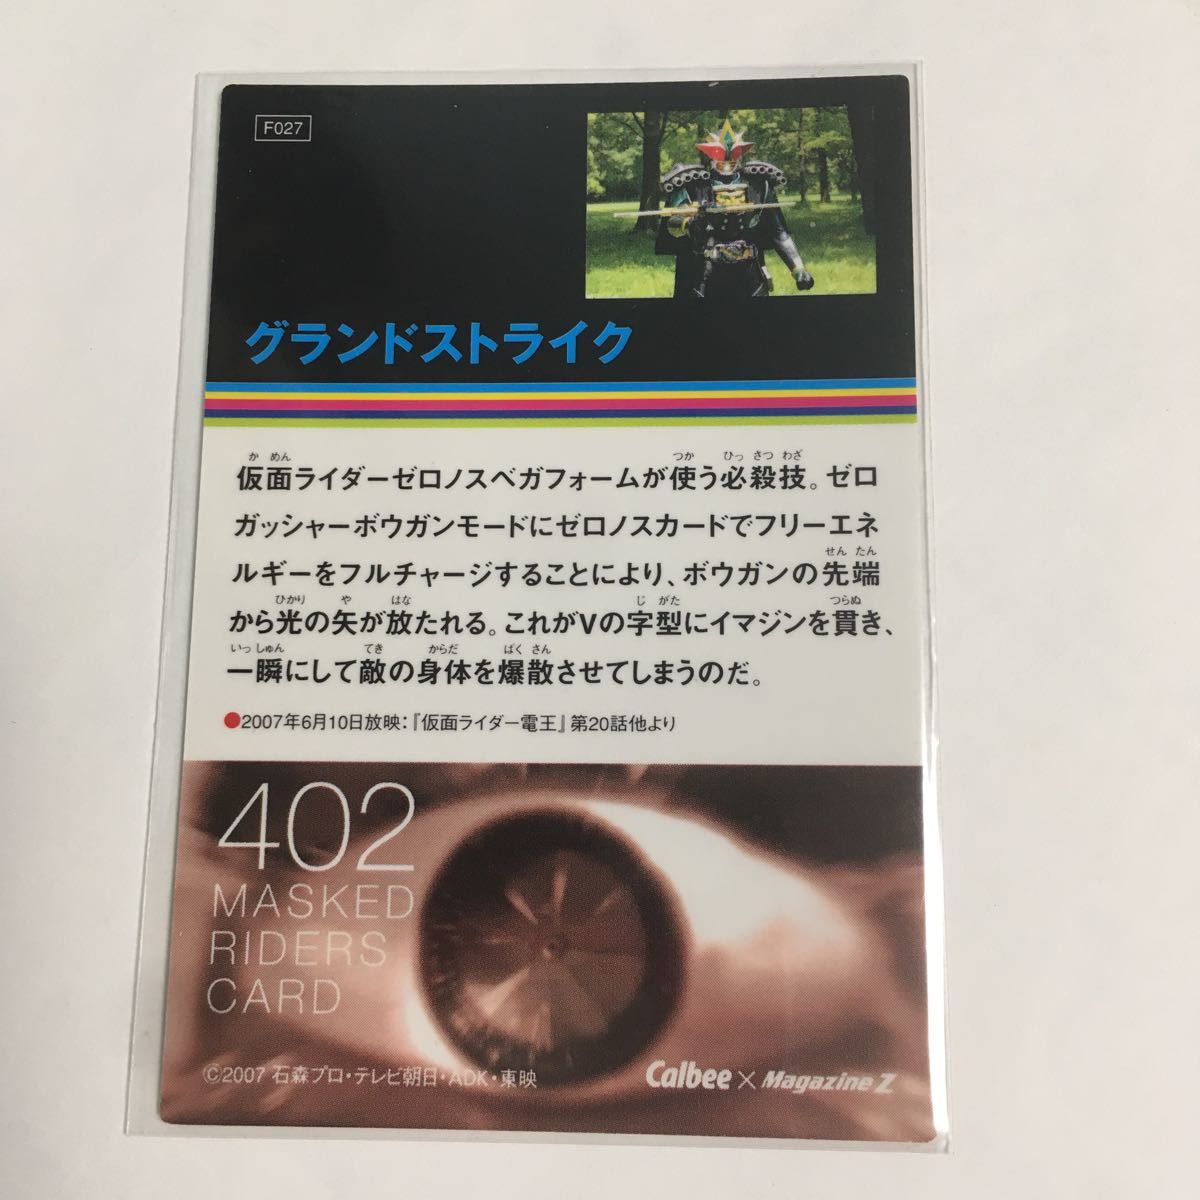 F027
グランドストライク
仮面ライダーゼロノスベガフォームが使う必殺技。ゼロ
ガッシャーボウガンモードにゼロノスカードでフリーエネ
ルギーをフルチャージすることにより、ボウガンの先端
から光の矢が放たれる。これがVの字型にイマジンを貫き、
一瞬にして敵の身体を爆散させてしまうのだ。
●2007年6月10日放映：『仮面ライダー電王』第20話他より
402
MASKED
RIDERS
CARD
©2007 石森プロ・テレビ朝日・ADK・東映
Calbee × Magazine Z